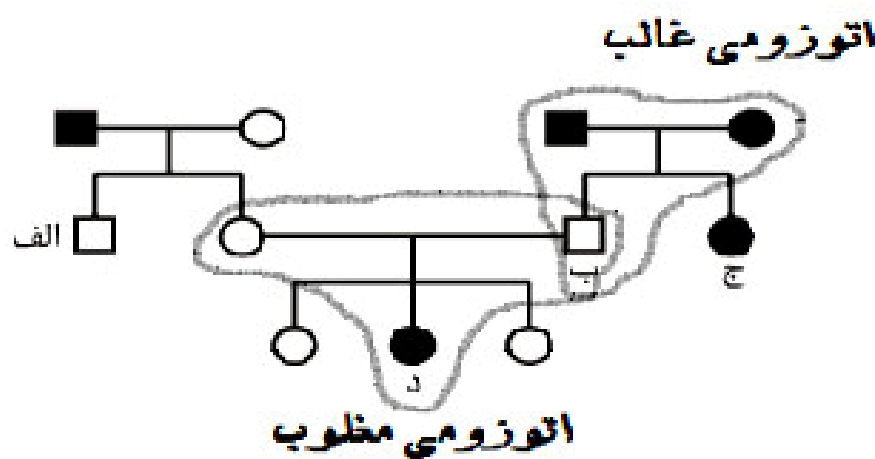 اتوزومی غالب
الف
ب
ج
د
اتوزومی مغلوب